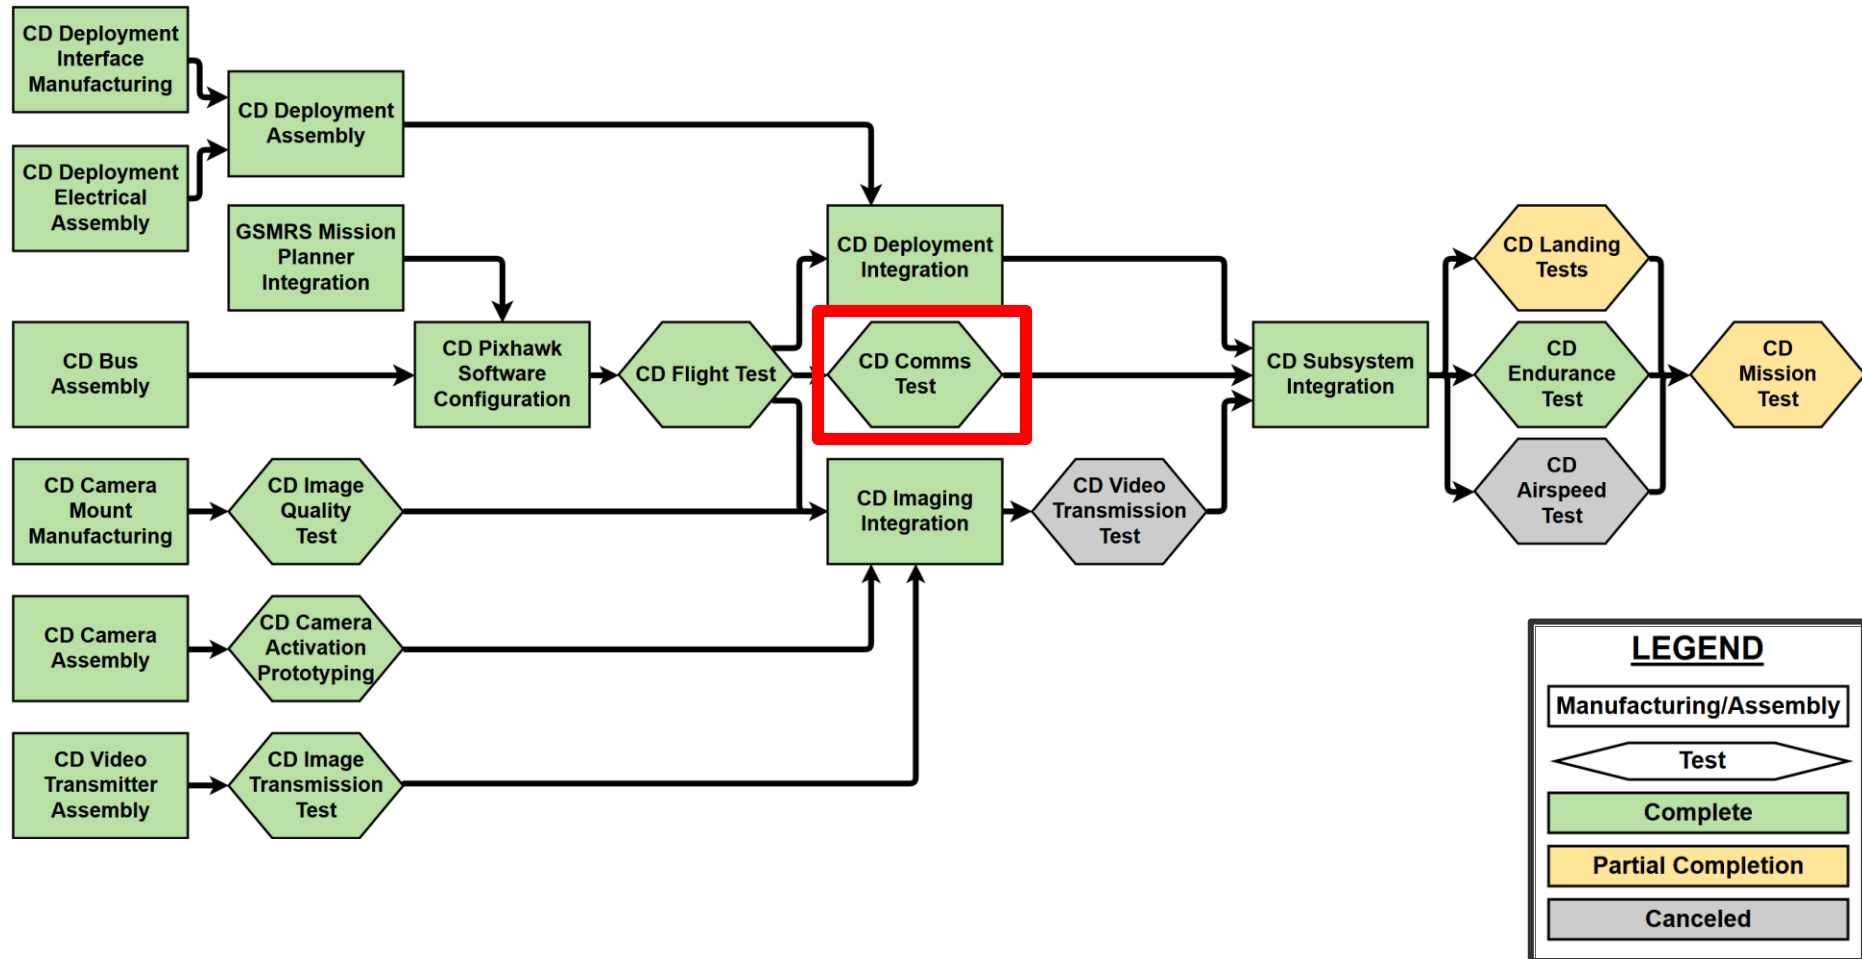 CD Deployment
Interface
Manufacturing
CD Deployment
Assembly
CD Deployment
Electrical
Assembly
GSMRS Mission
Planner
Integration
CD Deployment
Integration
CD Landing
Tests
CD Bus
Assembly
CD Pixhawk
Software
Configuration
CD Flight Test
CD Comms
Test
CD Subsystem
Integration
CD
Endurance
Test
CD
Mission
Test
CD Camera
Mount
Manufacturing
CD Image
Quality
Test
CD Imaging
Integration
CD Video
Transmission
Test
CD
Airspeed
Test
CD Camera
Assembly
CD Camera
Activation
Prototyping
CD Video
Transmitter
Assembly
CD Image
Transmission
Test
LEGEND
Manufacturing/Assembly
Test
Complete
Partial Completion
Canceled